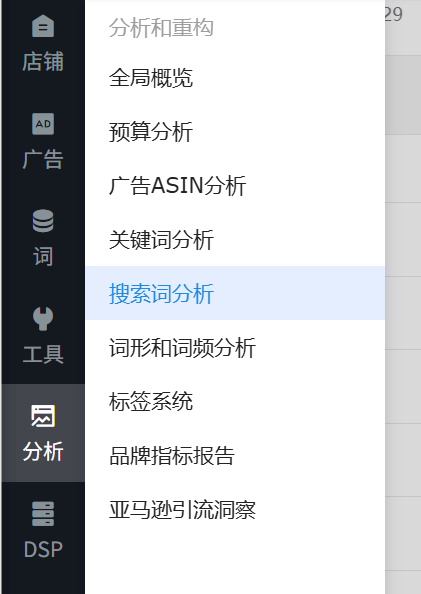 店铺
AD
广告
词
工具
分析
DSP
分析和重构
全局概览
预算分析
广告ASIN分析
关键词分析
搜索词分析
词形和词频分析
标签系统
品牌指标报告
亚马逊引流洞察
29